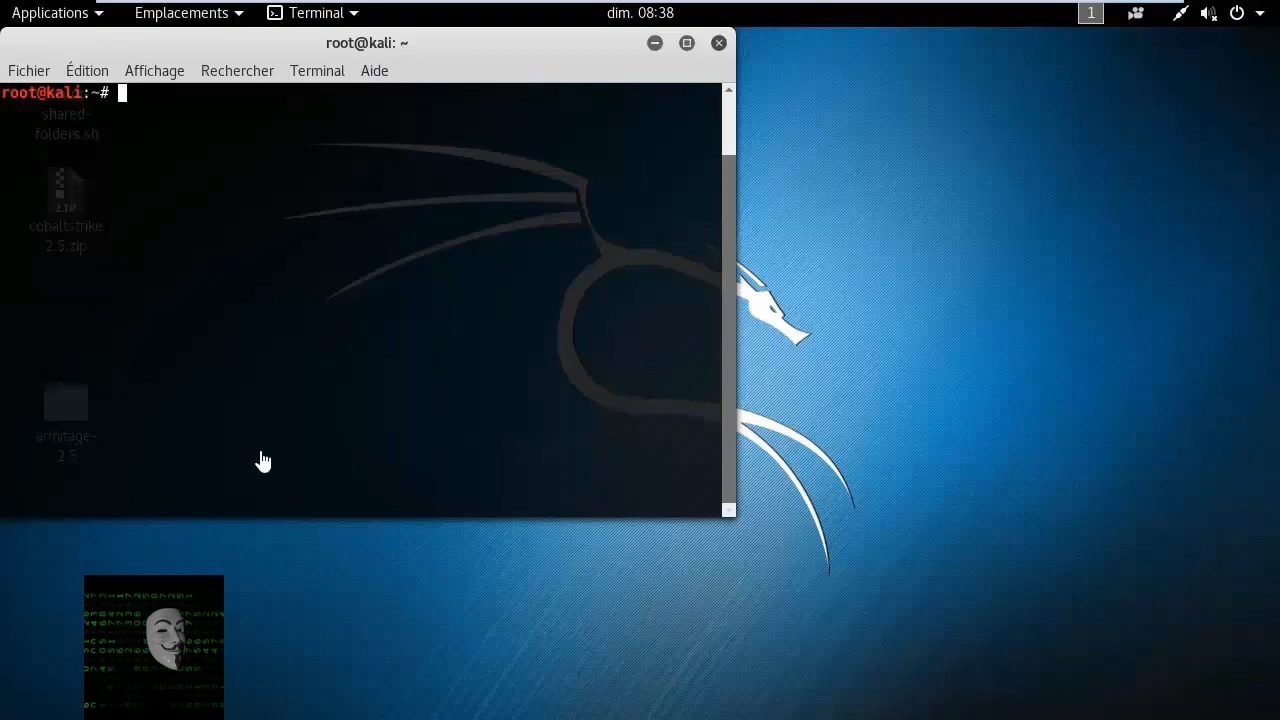 Applications Emplacements Terminal dim. 08:38 1
root@kali: ~
Fichier Édition Affichage Rechercher Terminal Aide
root@kali:~#
shared-
folders.sh
ZIP
cobaltstrike
2.5.zip
armitage-
2.5